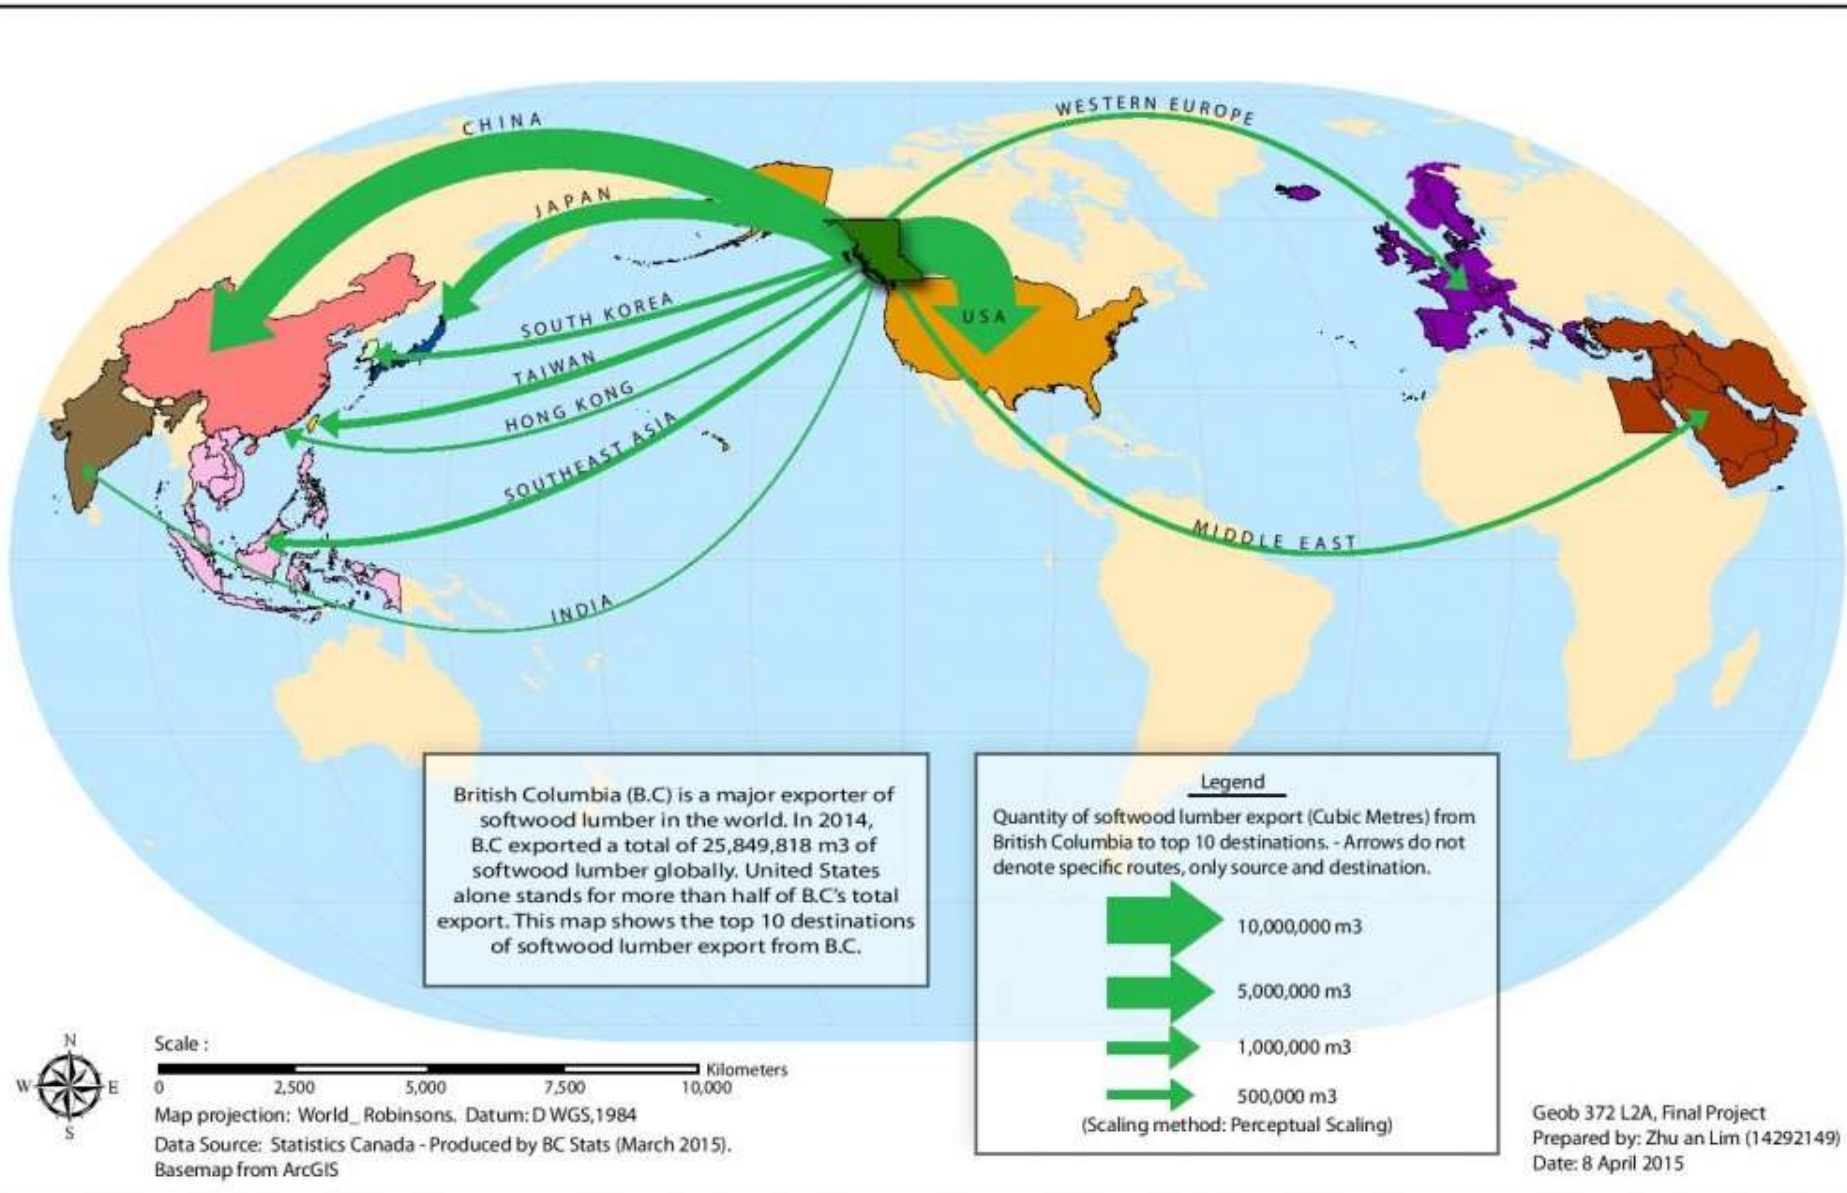 CHINA
WESTERN EUROPE
JAPAN
SOUTH KOREA
USA
TAIWAN
HONG KONG
SOUTHEAST ASIA
MIDDLE EAST
INDIA
British Columbia (B.C) is a major exporter of
softwood lumber in the world. In 2014,
B.C exported a total of 25,849,818 m3 of
softwood lumber globally. United States
alone stands for more than half of B.C's total
export. This map shows the top 10 destinations
of softwood lumber export from B.C.
Legend
Quantity of softwood lumber export (Cubic Metres) from
British Columbia to top 10 destinations. - Arrows do not
denote specific routes, only source and destination.
10,000,000 m3
5,000,000 m3
1,000,000 m3
500,000 m3
(Scaling method: Perceptual Scaling)
N
W E
S
Scale :
Kilometers
0 2,500 5,000 7,500 10,000
Map projection: World_ Robinsons. Datum: D WGS,1984
Data Source: Statistics Canada - Produced by BC Stats (March 2015).
Basemap from ArcGIS
Geob 372 L2A, Final Project
Prepared by: Zhu an Lim (14292149)
Date: 8 April 2015